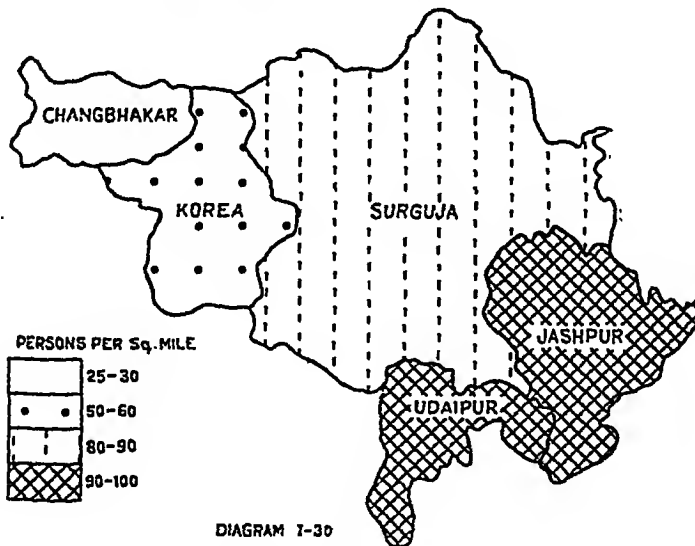 CHANGBHAKAR
KOREA
SURGUJA
JASHPUR
UDAIPUR
PERSONS PER Sq. MILE
25-30
50-60
80-90
90-100
DIAGRAM I-30